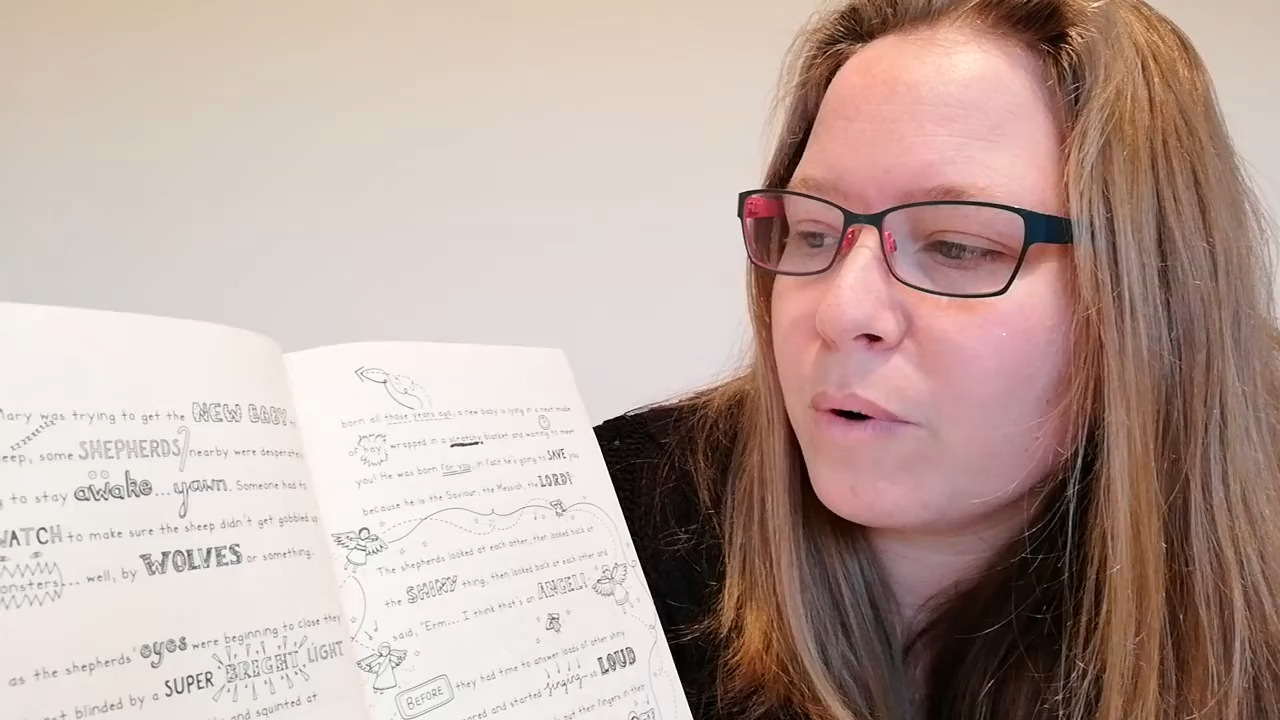 Mary was trying to get the NEW BABY
some SHEPHERDS nearby were
to stay awake...yawn. Someone had to
WATCH to make sure the sheep didn't get gobbled up
well, by WOLVES or something.
as the shepherds' eyes were beginning to close they
blinded by a SUPER BRIGHT LIGHT
and squinted at
born all those years ago, a new baby is lying in a nest made
of hay, wrapped in a scratchy blanket and waiting to meet
you! He was born for you, in fact he's going to SAVE you
because he is the Saviour, the Messiah, the LORD!"
The shepherds looked at each other, then looked back at
the SHINY thing, then looked back at each other and
said, "Erm... I think that's an ANGEL!
BEFORE they had time to answer loads of other shiny
and started singing—so LOUD
put their fingers in their